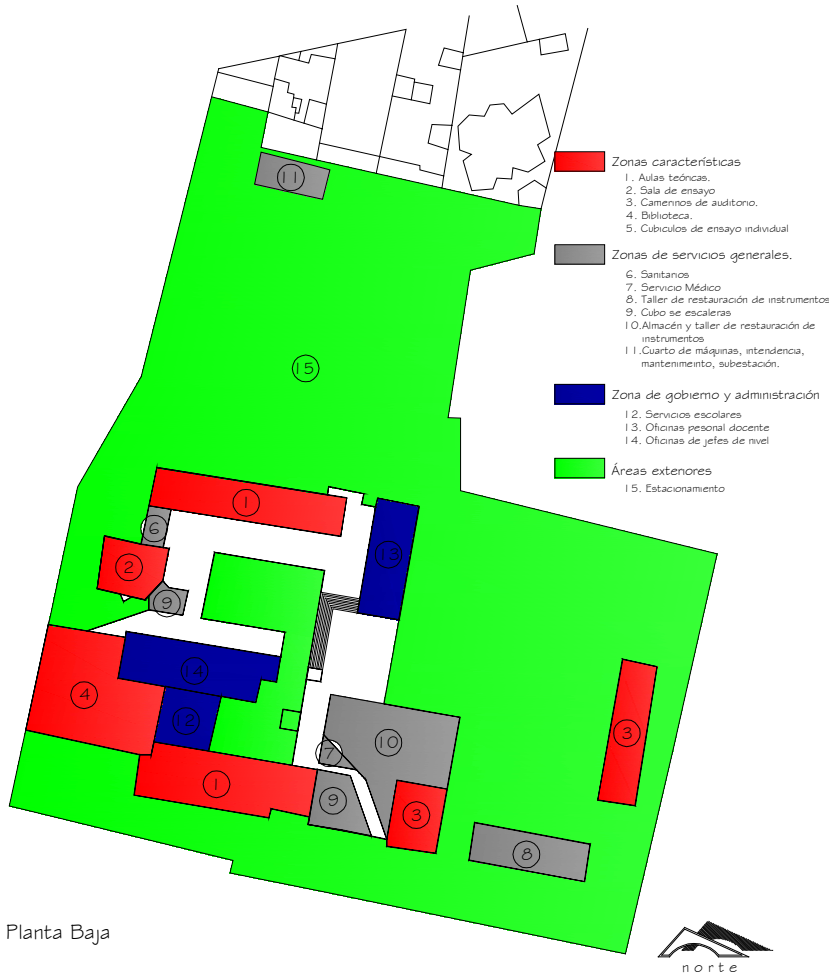 11
Zonas características
1. Aulas teóricas.
2. Sala de ensayo
3. Camerinos de auditorio.
4. Biblioteca.
5. Cubiculos de ensayo individual
Zonas de servicios generales.
6. Sanitarios
7. Servicio Médico
8. Taller de restauración de instrumentos
9. Cubo se escaleras
10.Almacén y taller de restauración de
instrumentos
11.Cuarto de máquinas, intendencia,
mantenimeinto, subestación.
Zona de gobierno y administración
12. Servicios escolares
13. Oficinas pesonal docente
14. Oficinas de jefes de nivel
Áreas exteriores
15. Estacionamiento
15
1
6
13
2
9
14
4
12
3
10
7
1
9
3
8
Planta Baja
norte